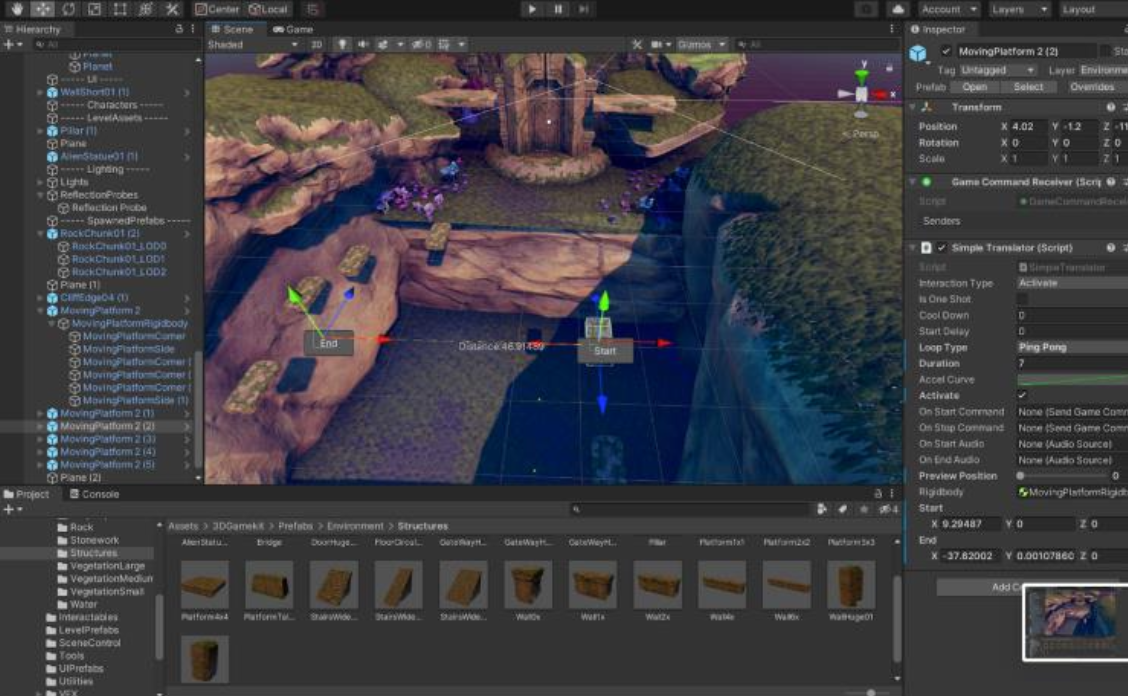 Center Local Account Layers Layout
Hierarchy
All
Planet
Planet
----- UI -----
WallShort01 (1)
----- Characters -----
----- LevelAssets -----
Pillar (1)
Plane
AlienStatue01 (1)
----- Lighting -----
Lights
ReflectionProbes
Reflection Probe
----- SpawnedPrefabs -----
RockChunk01 (2)
RockChunk01_LOD0
RockChunk01_LOD1
RockChunk01_LOD2
Plane (1)
CliffEdge04 (1)
MovingPlatform 2
MovingPlatformRigidbody
MovingPlatformCorner
MovingPlatformSide
MovingPlatformCorner (
MovingPlatformCorner (
MovingPlatformCorner (
MovingPlatformSide (1)
MovingPlatform 2 (1)
MovingPlatform 2 (2)
MovingPlatform 2 (3)
MovingPlatform 2 (4)
MovingPlatform 2 (5)
Plane (2)
Scene Game
Shaded 2D 0 Gizmos All
y
x
< Persp
End
Distance:46.91489
Start
Inspector
MovingPlatform 2 (2) Sta
Tag Untagged Layer Environme
Prefab Open Select Overrides
Transform
Position X 4.02 Y -1.2 Z -11
Rotation X 0 Y 0 Z 0
Scale X 1 Y 1 Z 1
Game Command Receiver (Scrip
Script GameCommandRecei
Senders
Simple Translator (Script)
Script SimpleTranslator
Interaction Type Activate
Is One Shot
Cool Down 0
Start Delay 0
Loop Type Ping Pong
Duration 7
Accel Curve
Activate
On Start Command None (Send Game Comm
On Stop Command None (Send Game Comm
On Start Audio None (Audio Source)
On End Audio None (Audio Source)
Preview Position 0
Rigidbody MovingPlatformRigidb
Start
X 9.29487 Y 0 Z 0
End
X -37.62002 Y 0.00107860 Z 0
Add Co
Project Console
4
Rock
Stonework
Structures
VegetationLarge
VegetationMedium
VegetationSmall
Water
Interactables
LevelPrefabs
SceneControl
Tools
UIPrefabs
Utilities
VFX
Assets > 3DGamekit > Prefabs > Environment > Structures
AlienStatu... Bridge DoorHuge... FloorCircul... GateWayH... GateWayH... GateWayH... Pillar Platform1x1 Platform2x2 Platform3x3
Platform4x4 PlatformTal... StairsWide... StairsWide... StairsWide... Wall0x Wall1x Wall2x Wall4x Wall6x WallHuge01